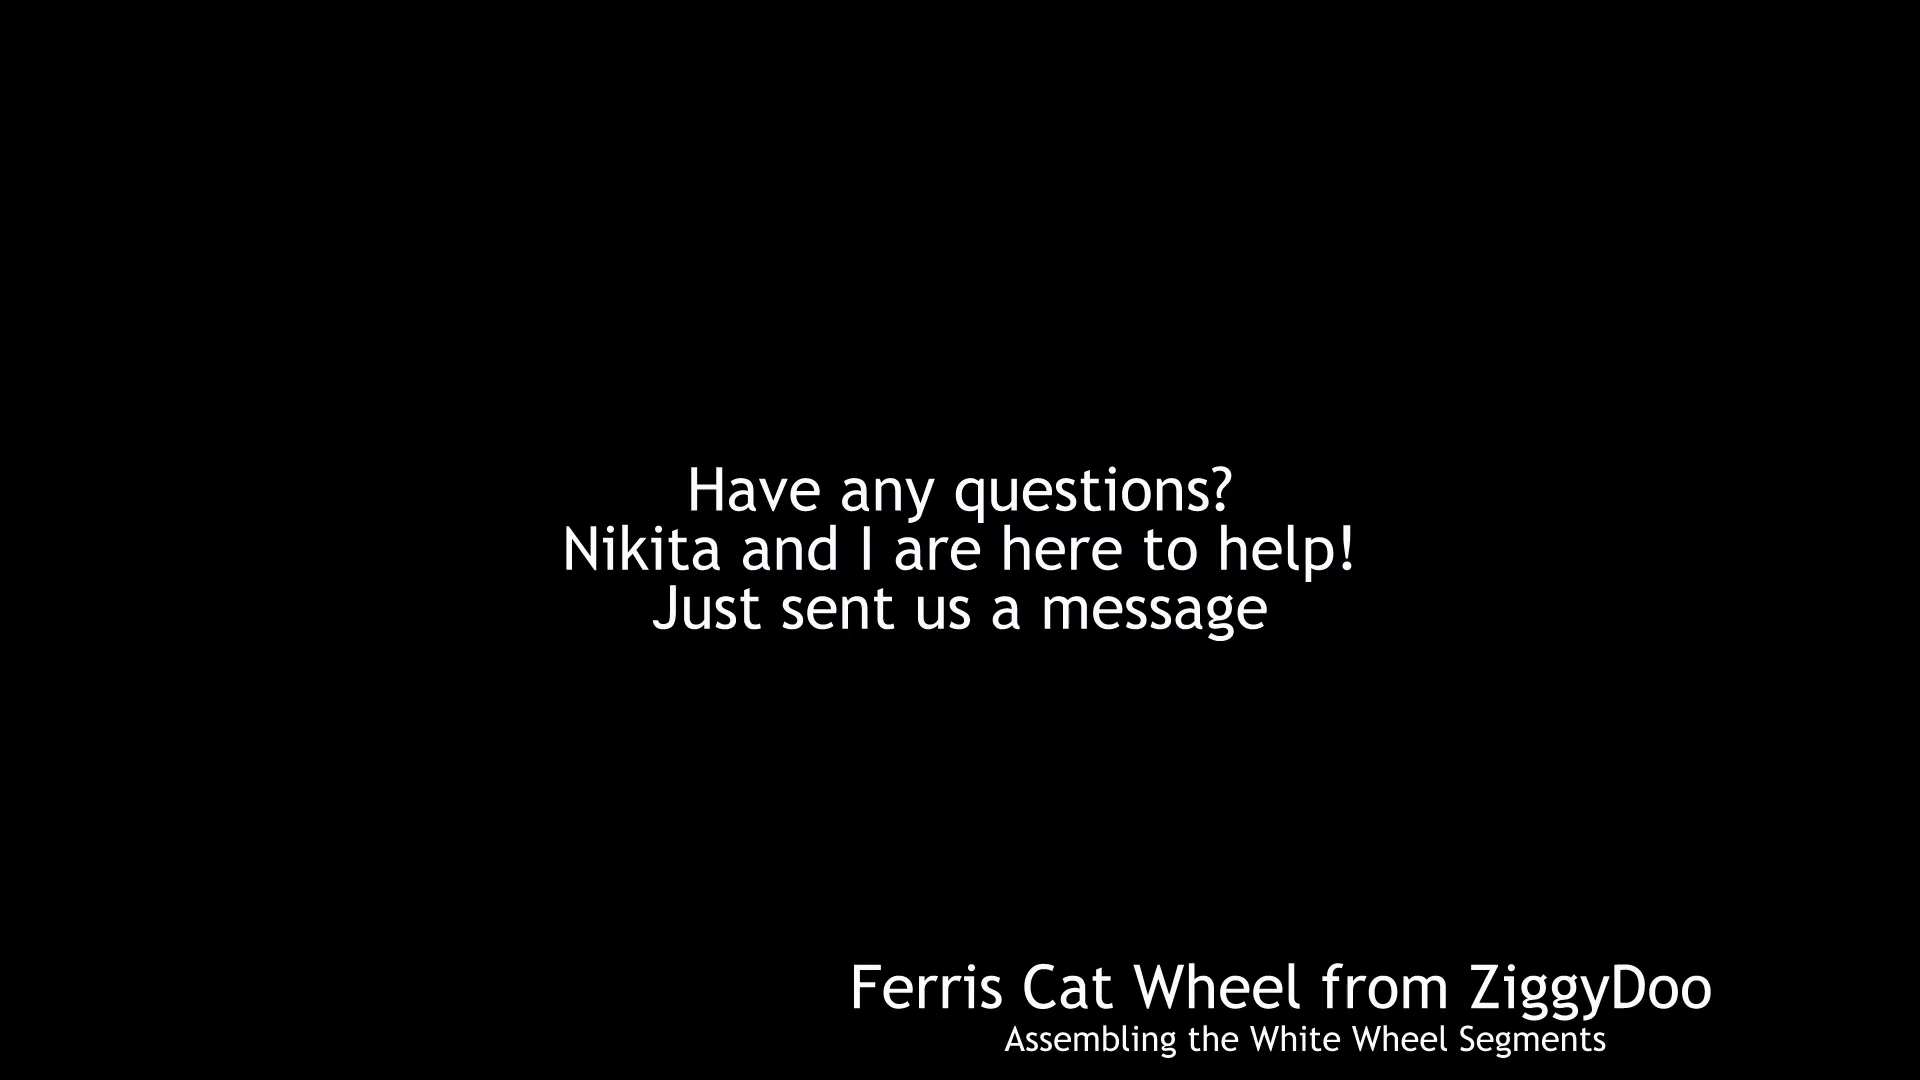 Have any questions?
Nikita and I are here to help!
Just sent us a message
Ferris Cat Wheel from ZiggyDoo
Assembling the White Wheel Segments